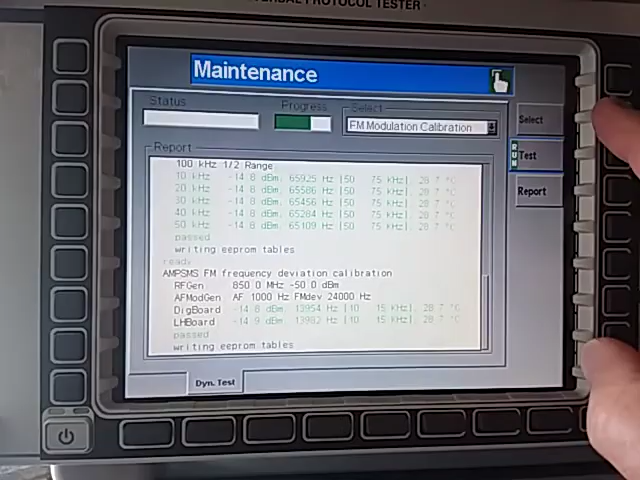 PROTOCOL TESTER
Maintenance
Status
Progress
Select
FM Modulation Calibration
Select
RUN
Test
Report
Report
100 kHz 1/2 Range
10 kHz -14.8 dBm, 65925 Hz [50 75 KHz], 28.7 °C
20 kHz -14.8 dBm, 65586 Hz [50 75 KHz], 28.7 °C
30 kHz -14.8 dBm, 65456 Hz [50 75 KHz], 28.7 °C
40 kHz -14.8 dBm, 65284 Hz [50 75 KHz], 28.7 °C
50 kHz -14.8 dBm, 65109 Hz [50 75 KHz], 28.7 °C
passed
writing eeprom tables
ready
AMPSMS FM frequency deviation calibration
RFGen 850.0 MHz -50.0 dBm
AFModGen AF 1000 Hz FMdev 24000 Hz
DigBoard -14.8 dBm, 13954 Hz [10 15 KHz], 28.7 °C
LHBoard -14.9 dBm, 13902 Hz [10 15 KHz], 28.7 °C
passed
writing eeprom tables
Dyn. Test